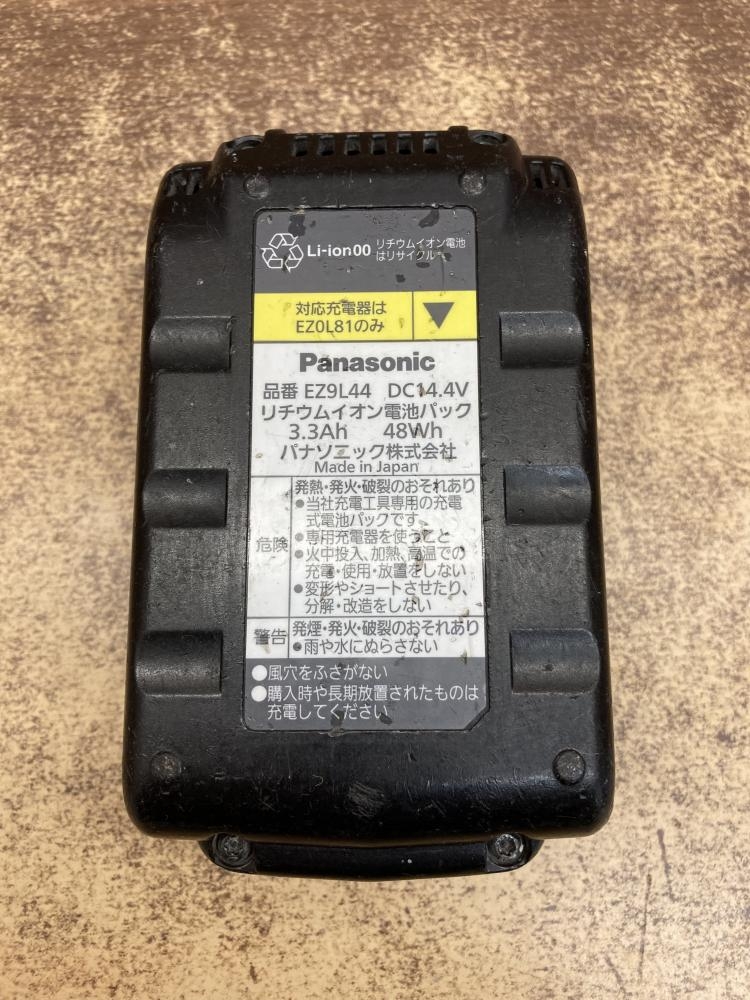 Li-ion00 リチウムイオン電池
はリサイクルへ
対応充電器は
EZ0L81のみ
Panasonic
品番 EZ9L44 DC14.4V
リチウムイオン電池パック
3.3Ah 48Wh
パナソニック株式会社
Made in Japan
危険
発熱・発火・破裂のおそれあり
●当社充電工具専用の充電
式電池パックです。
●専用充電器を使うこと
●火中投入、加熱、高温での
充電・使用・放置をしない
●変形やショートさせたり、
分解・改造をしない
警告
発煙・発火・破裂のおそれあり
●雨や水にぬらさない
●風穴をふさがない
●購入時や長期放置されたものは
充電してください